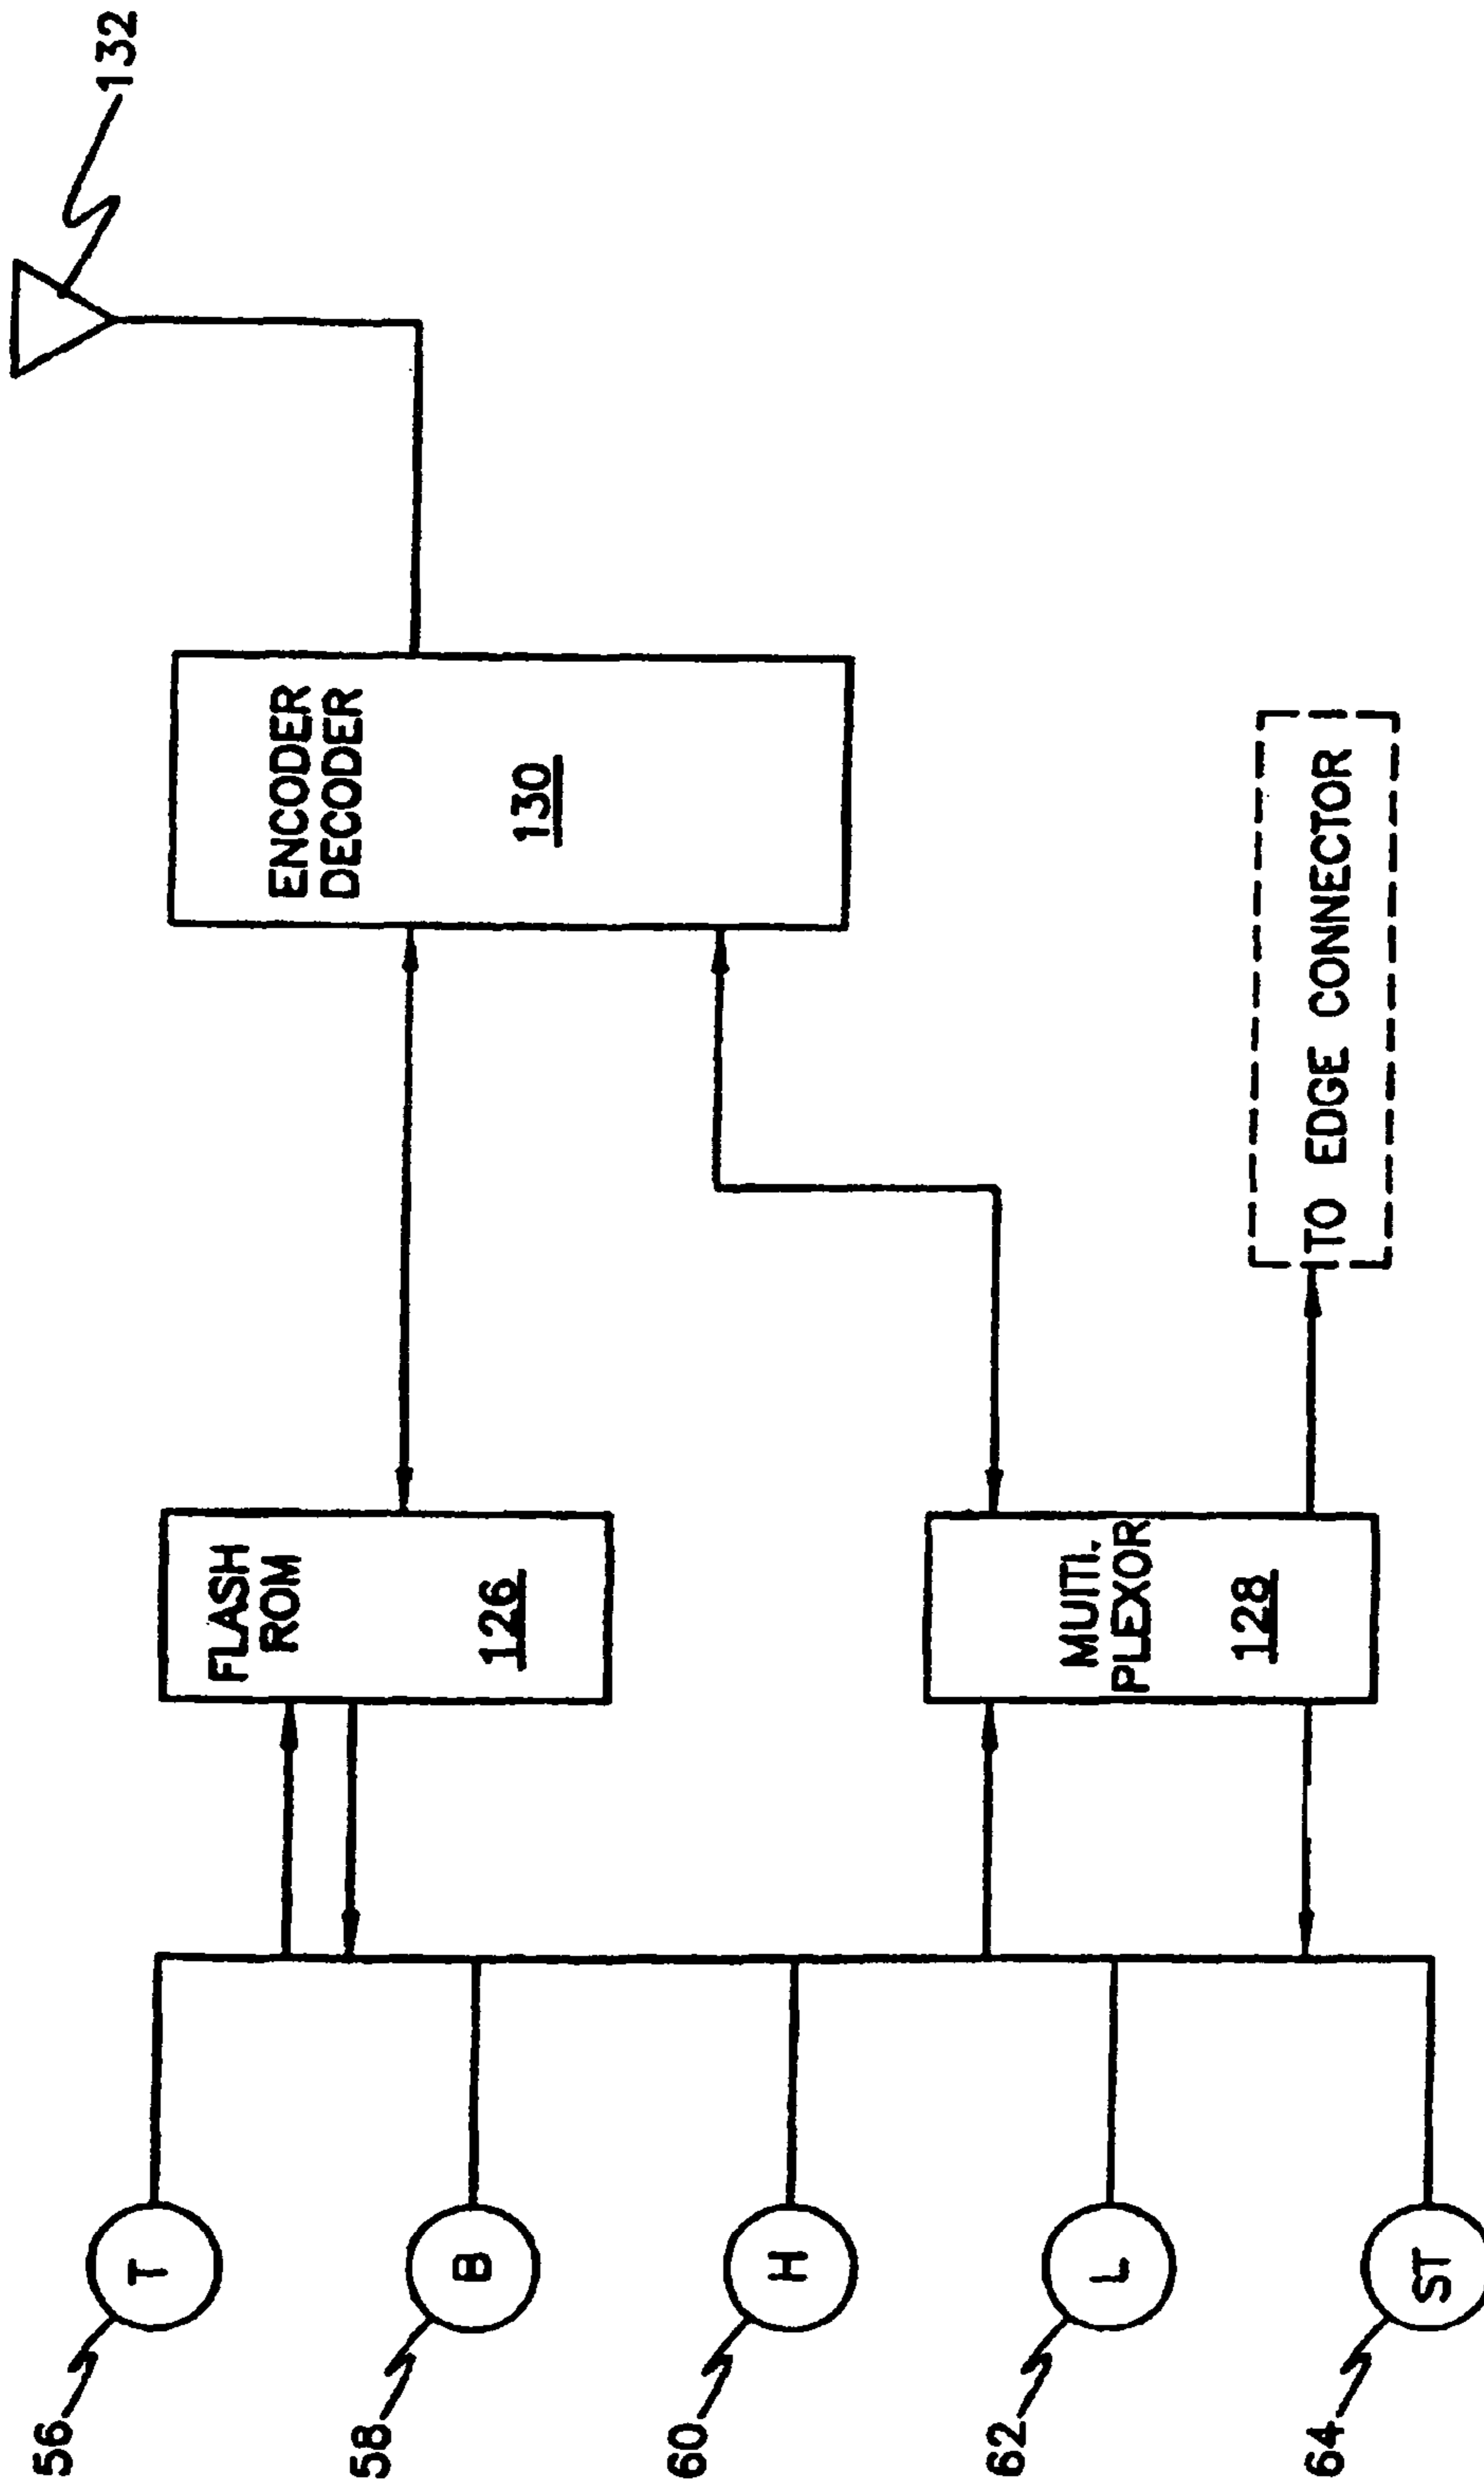 56
T
58
B
60
H
62
L
64
ST
FLASH
ROM
126
MUITI-
PLEXOR
128
ENCODER
DECODER
130
TO EDGE CONNECTOR
132